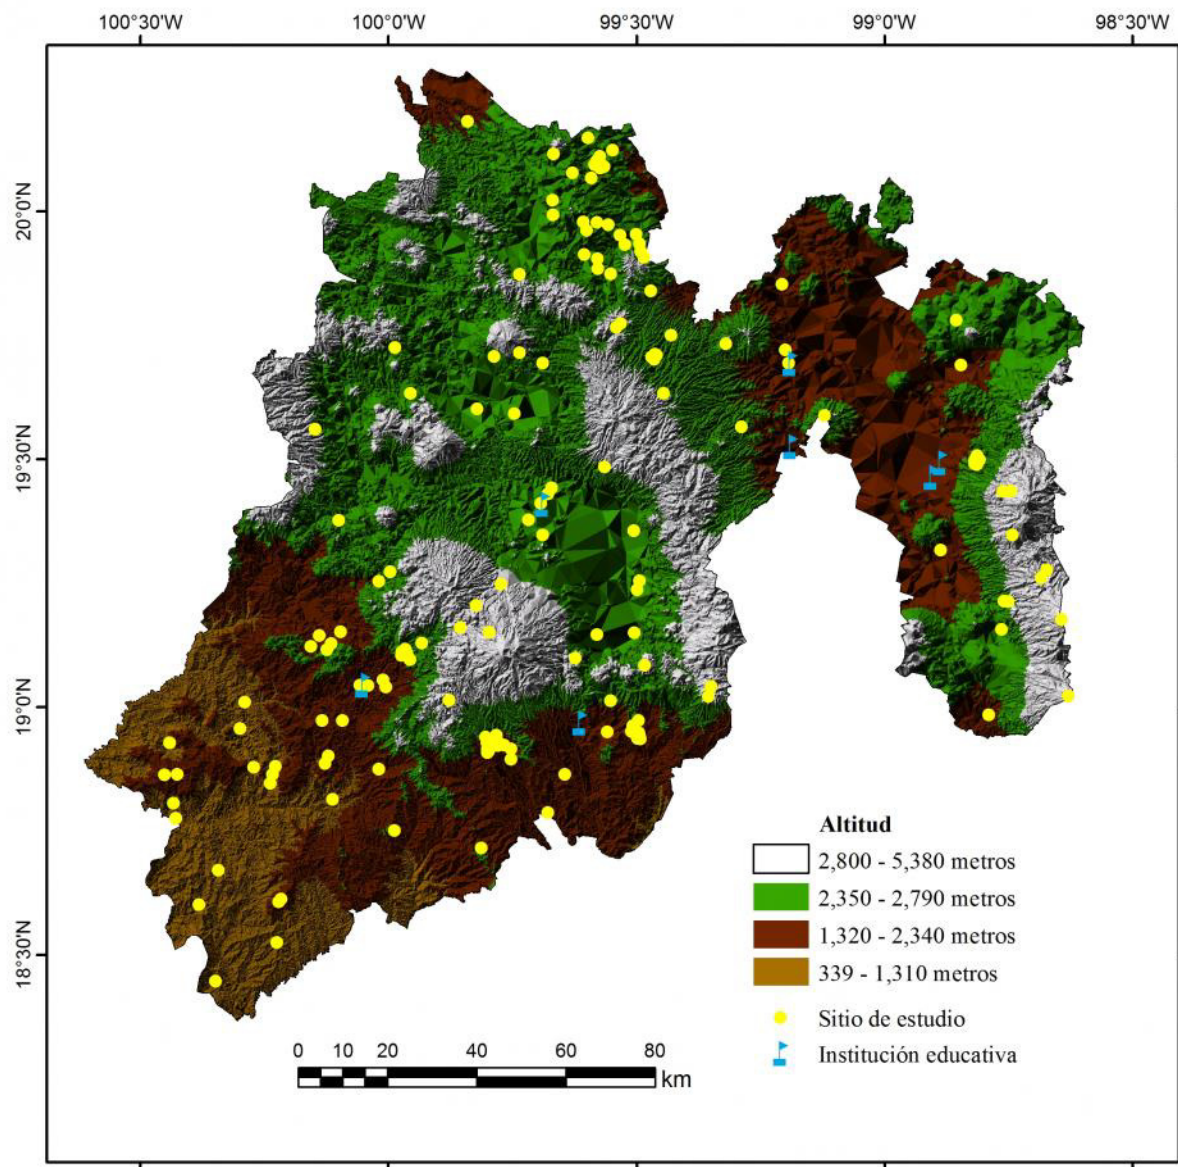 100°30'W 100°0'W 99°30'W 99°0'W 98°30'W
20°0'N
19°30'N
19°0'N
18°30'N
Altitud
2,800 - 5,380 metros
2,350 - 2,790 metros
1,320 - 2,340 metros
339 - 1,310 metros
Sitio de estudio
Institución educativa
0 10 20 40 60 80
km